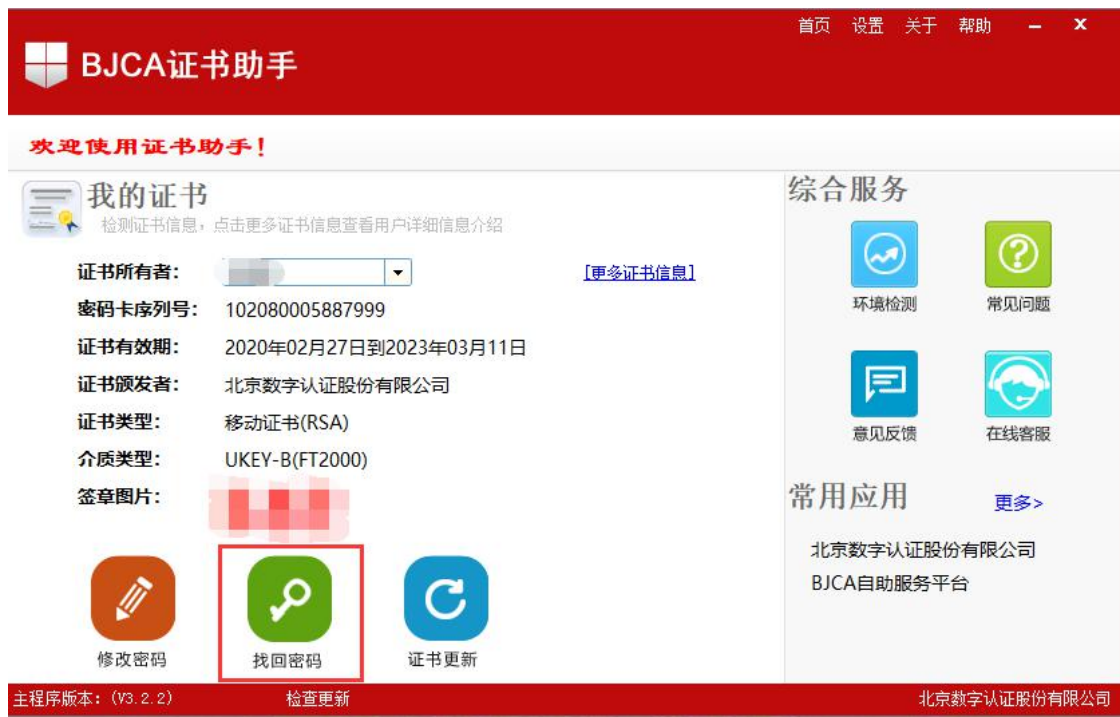 首页 设置 关于 帮助
BJCA证书助手
欢迎使用证书助手!
我的证书
检测证书信息，点击更多证书信息查看用户详细信息介绍
证书所有者：
[更多证书信息]
密码卡序列号： 102080005887999
证书有效期： 2020年02月27日到2023年03月11日
证书颁发者： 北京数字认证股份有限公司
证书类型： 移动证书(RSA)
介质类型： UKEY-B(FT2000)
签章图片：
修改密码 找回密码 证书更新
综合服务
环境检测 常见问题
意见反馈 在线客服
常用应用 更多>
北京数字认证股份有限公司
BJCA自助服务平台
主程序版本：(V3.2.2) 检查更新 北京数字认证股份有限公司